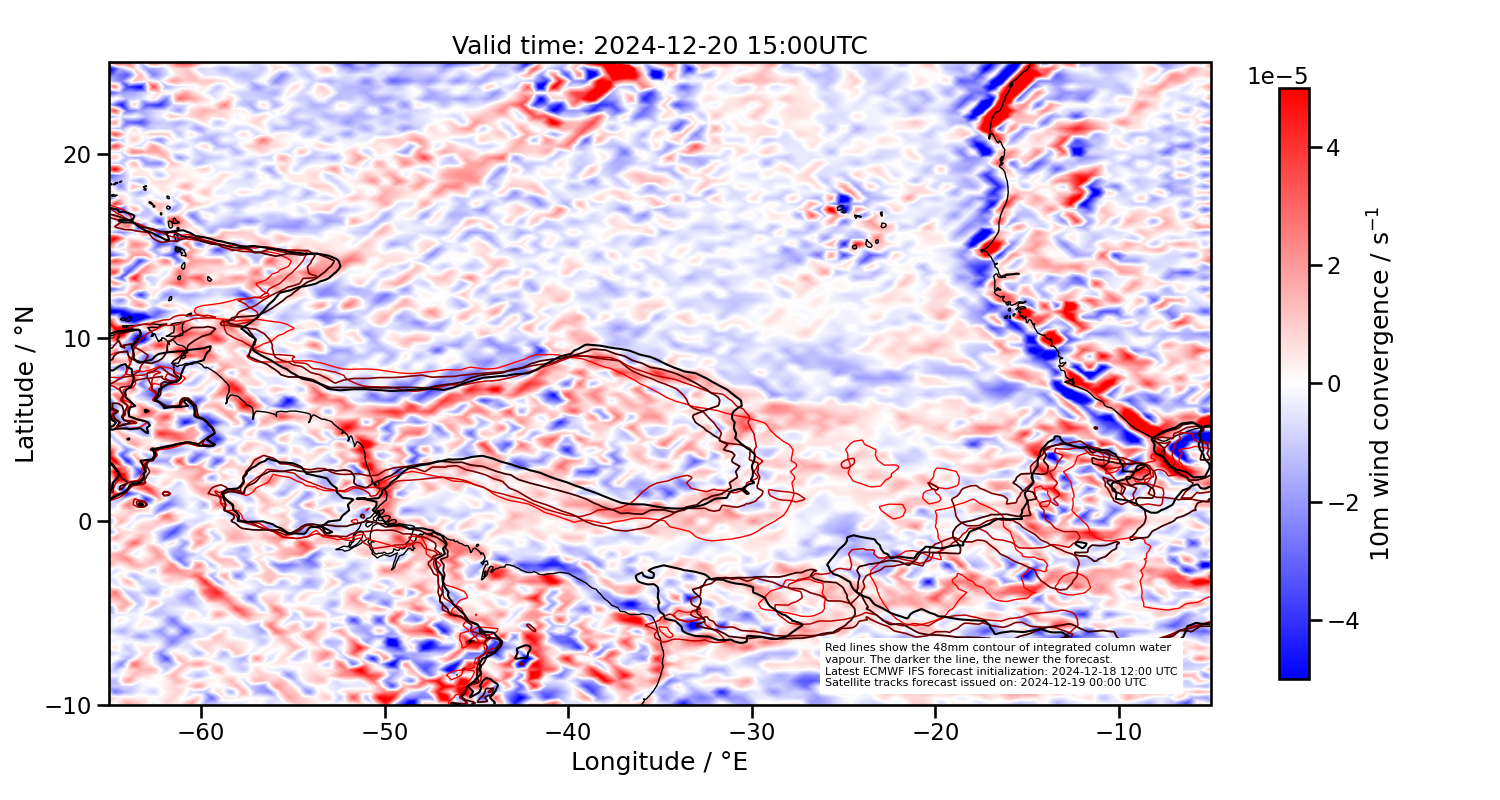 Valid time: 2024-12-20 15:00UTC
1e−5
20
10
0
−10
Latitude / °N
−60
−50
−40
−30
−20
−10
Longitude / °E
4
2
0
−2
−4
10m wind convergence / s⁻¹
Red lines show the 48mm contour of integrated column water
vapour. The darker the line, the newer the forecast.
Latest ECMWF IFS forecast initialization: 2024-12-18 12:00 UTC
Satellite tracks forecast issued on: 2024-12-19 00:00 UTC